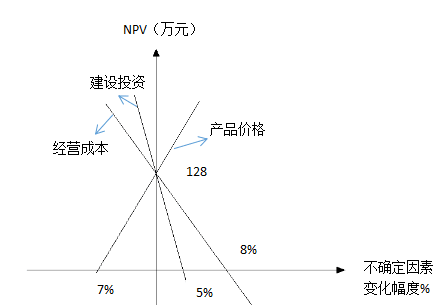 NPV（万元）
建设投资
经营成本
产品价格
128
8%
不确定因素
变化幅度%
7%
5%